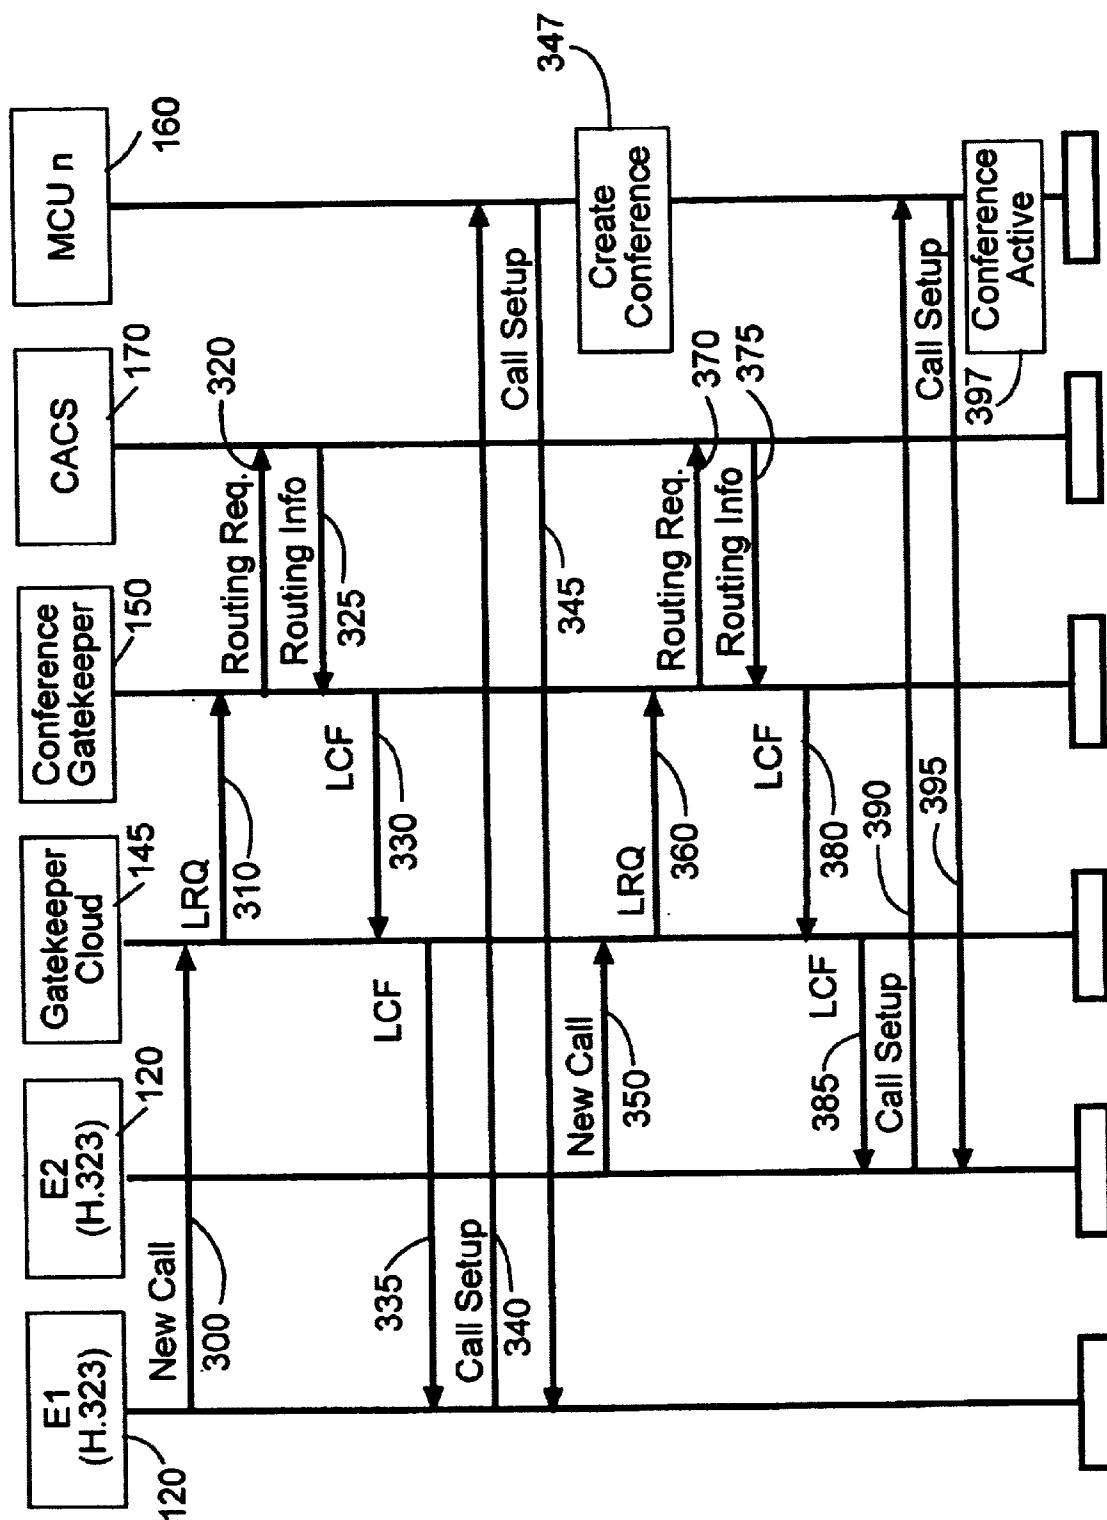 E1
(H.323)
120
E2
(H.323)
120
Gatekeeper
Cloud
145
Conference
Gatekeeper
150
CACS
170
MCU n
160
New Call
300
LRQ
310
Routing Req.
320
Routing Info
325
LCF
330
LCF
335
Call Setup
340
Call Setup
345
Create
Conference
347
New Call
350
LRQ
360
Routing Req.
370
Routing Info
375
LCF
380
LCF
385
Call Setup
390
Call Setup
395
Conference
Active
397